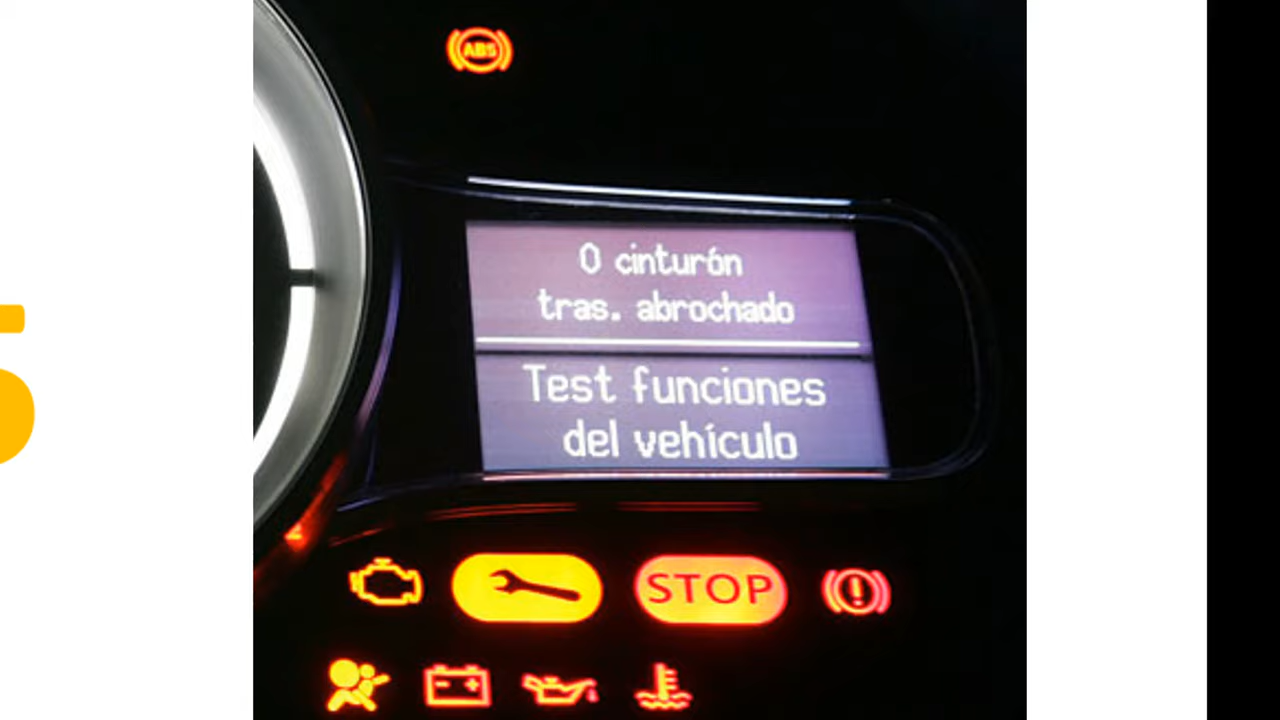 ABS
0 cinturón
tras. abrochado
Test funciones
del vehículo
STOP